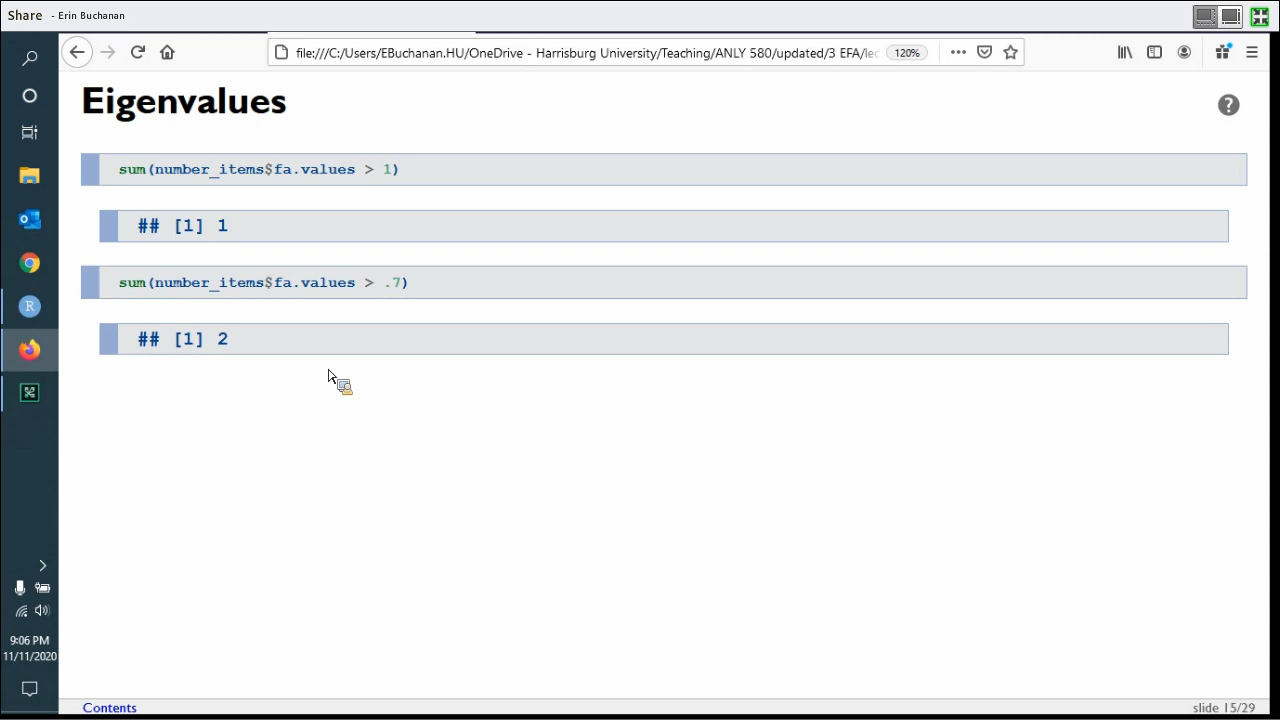 Share - Erin Buchanan
file:///C:/Users/EBuchanan.HU/OneDrive - Harrisburg University/Teaching/ANLY 580/updated/3 EFA/lec
120%
Eigenvalues
?
sum(number_items$fa.values > 1)
## [1] 1
sum(number_items$fa.values > .7)
## [1] 2
R
9:06 PM
11/11/2020
Contents
slide 15/29